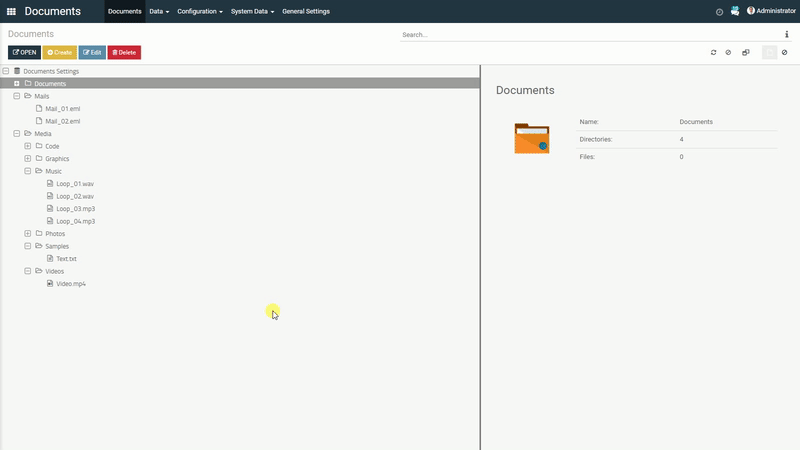 Documents Documents Data Configuration System Data General Settings Administrator
Documents Search...
OPEN Create Edit Delete
Documents Settings
Documents
Mails
Mail_01.eml
Mail_02.eml
Media
Code
Graphics
Music
Loop_01.wav
Loop_02.wav
Loop_03.mp3
Loop_04.mp3
Photos
Samples
Text.txt
Videos
Video.mp4
Documents
Name: Documents
Directories: 4
Files: 0